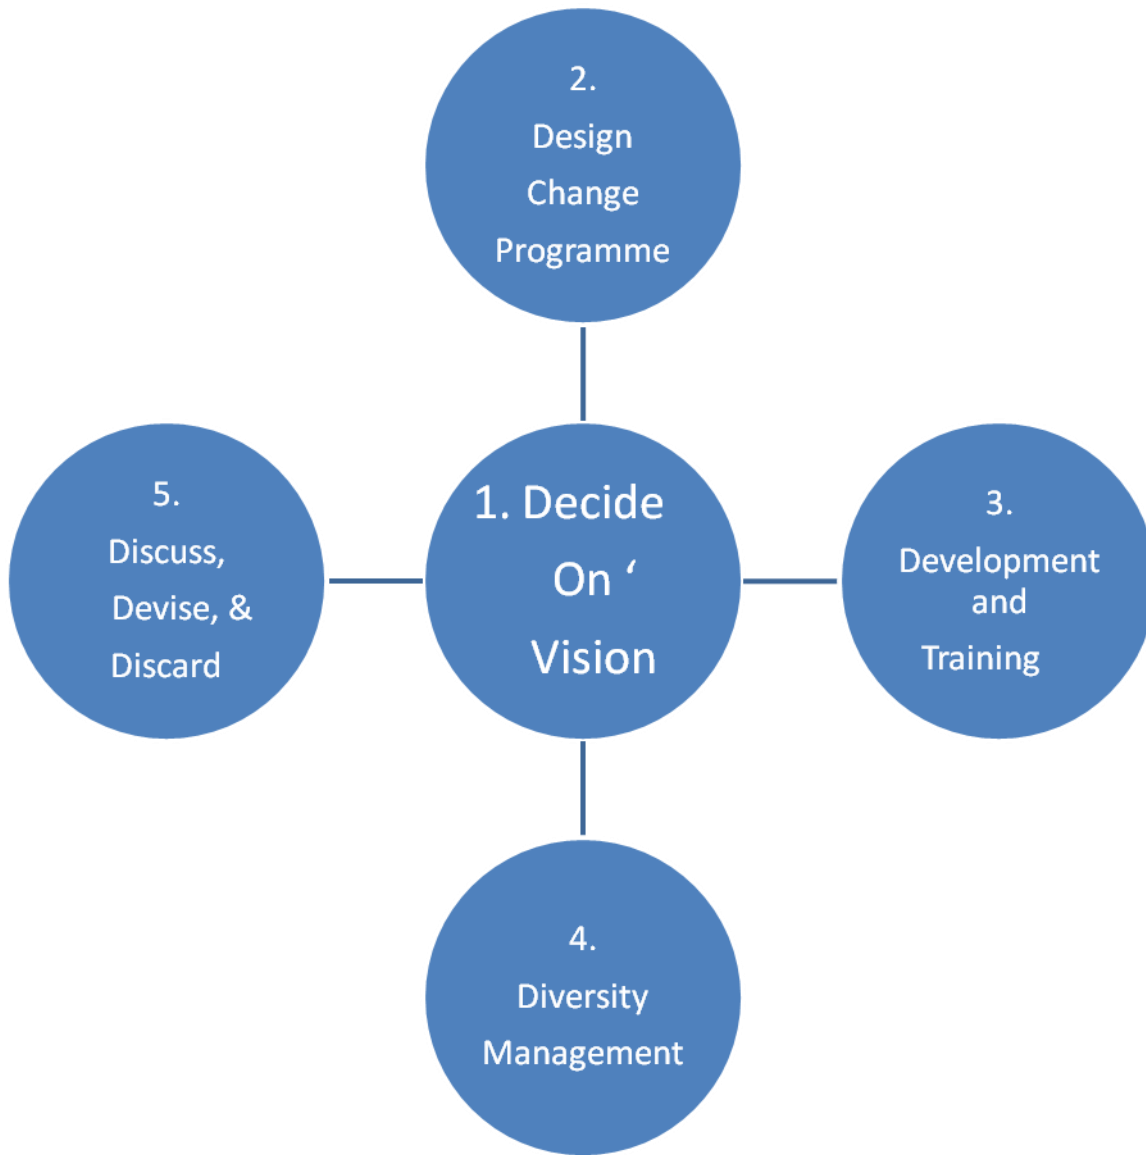 2.
Design
Change
Programme
5.
Discuss,
Devise, &
Discard
1. Decide
On ‘
Vision
3.
Development
and
Training
4.
Diversity
Management